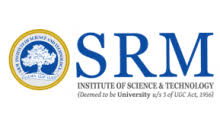 SRM
INSTITUTE OF SCIENCE & TECHNOLOGY
(Deemed to be University u/s 3 of UGC Act, 1956)